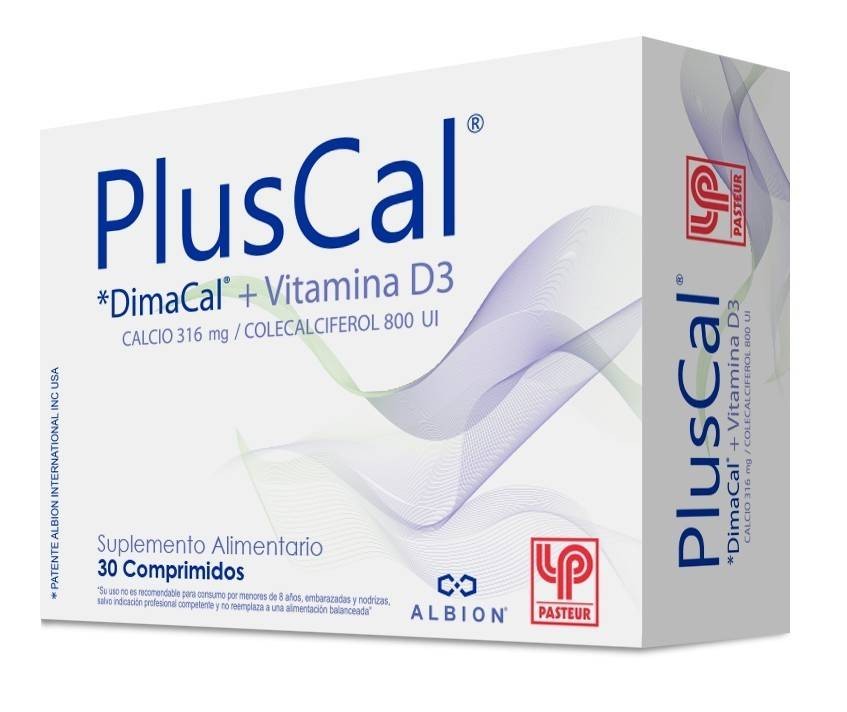 PlusCal®
*DimaCal® + Vitamina D3
CALCIO 316 mg / COLECALCIFEROL 800 UI
* PATENTE ALBION INTERNATIONAL INC USA
Suplemento Alimentario
30 Comprimidos
"Su uso no es recomendable para consumo por menores de 8 años, embarazadas y nodrizas,
salvo indicación profesional competente y no reemplaza a una alimentación balanceada"
ALBION®
LP
PASTEUR
LP
PASTEUR
PlusCal®
*DimaCal® + Vitamina D3
CALCIO 316 mg / COLECALCIFEROL 800 UI